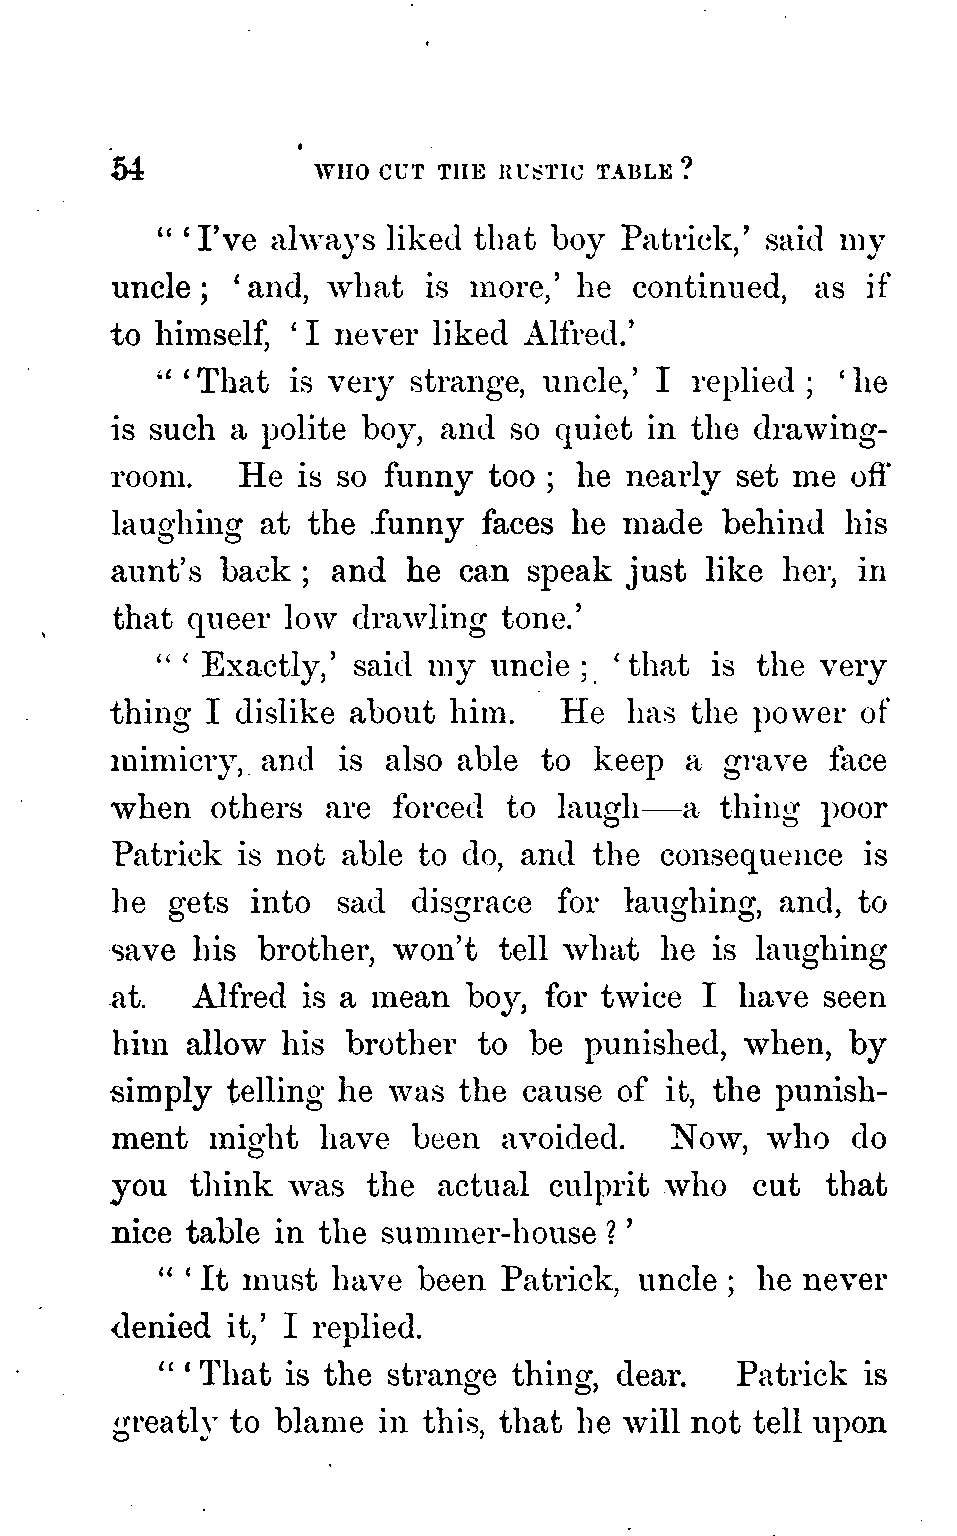 54 WHO CUT THE RUSTIC TABLE?
“ ‘I’ve always liked that boy Patrick,’ said my
uncle; ‘and, what is more,’ he continued, as if
to himself, ‘I never liked Alfred.’
“ ‘That is very strange, uncle,’ I replied; ‘he
is such a polite boy, and so quiet in the drawing-
room. He is so funny too; he nearly set me off
laughing at the funny faces he made behind his
aunt’s back; and he can speak just like her, in
that queer low drawling tone.’
“ ‘Exactly,’ said my uncle; ‘that is the very
thing I dislike about him. He has the power of
mimicry, and is also able to keep a grave face
when others are forced to laugh—a thing poor
Patrick is not able to do, and the consequence is
he gets into sad disgrace for laughing, and, to
save his brother, won’t tell what he is laughing
at. Alfred is a mean boy, for twice I have seen
him allow his brother to be punished, when, by
simply telling he was the cause of it, the punish-
ment might have been avoided. Now, who do
you think was the actual culprit who cut that
nice table in the summer-house?’
“ ‘It must have been Patrick, uncle; he never
denied it,’ I replied.
“ ‘That is the strange thing, dear. Patrick is
greatly to blame in this, that he will not tell upon